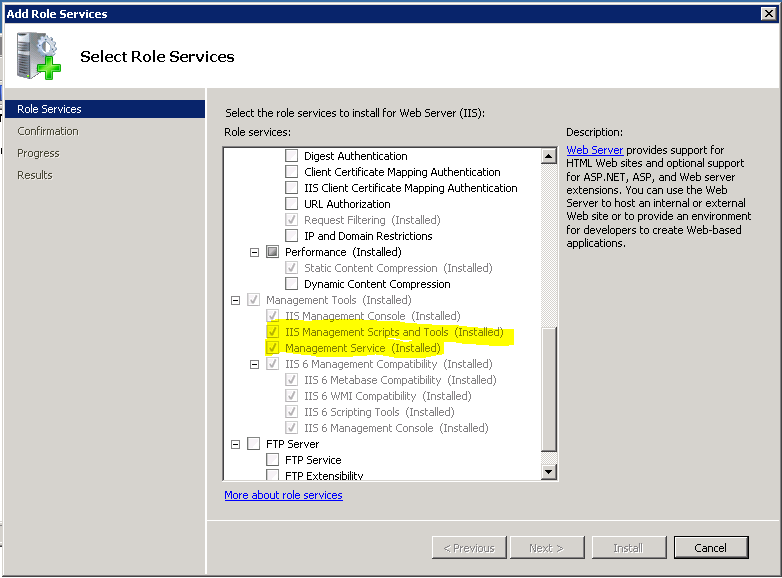 Add Role Services
Select Role Services
Role Services
Confirmation
Progress
Results
Select the role services to install for Web Server (IIS):
Role services:
Digest Authentication
Client Certificate Mapping Authentication
IIS Client Certificate Mapping Authentication
URL Authorization
Request Filtering (Installed)
IP and Domain Restrictions
Performance (Installed)
Static Content Compression (Installed)
Dynamic Content Compression
Management Tools (Installed)
IIS Management Console (Installed)
IIS Management Scripts and Tools (Installed)
Management Service (Installed)
IIS 6 Management Compatibility (Installed)
IIS 6 Metabase Compatibility (Installed)
IIS 6 WMI Compatibility (Installed)
IIS 6 Scripting Tools (Installed)
IIS 6 Management Console (Installed)
FTP Server
FTP Service
FTP Extensibility
More about role services
Description:
Web Server provides support for
HTML Web sites and optional support
for ASP.NET, ASP, and Web server
extensions. You can use the Web
Server to host an internal or external
Web site or to provide an environment
for developers to create Web-based
applications.
< Previous
Next >
Install
Cancel